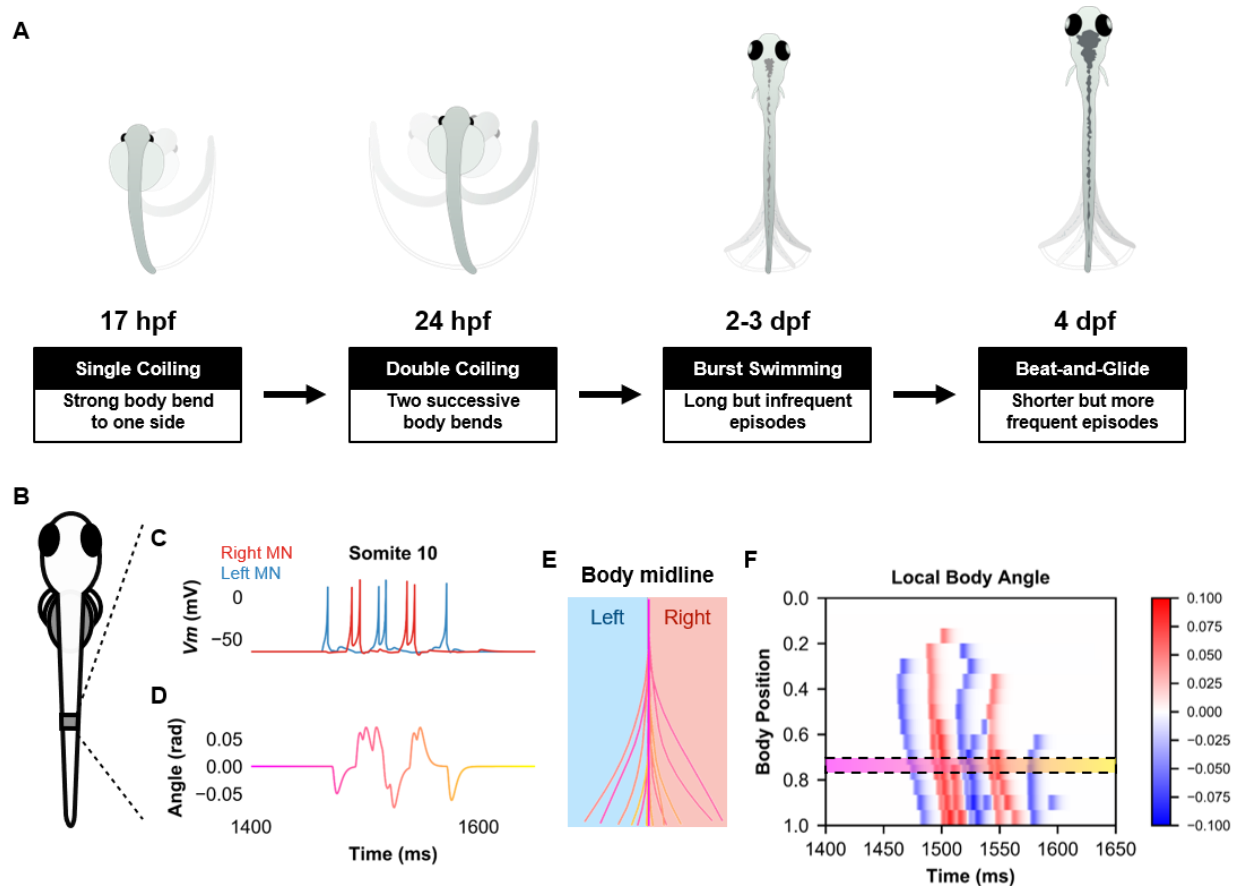 A
17 hpf
24 hpf
2-3 dpf
4 dpf
Single Coiling
Strong body bend
to one side
Double Coiling
Two successive
body bends
Burst Swimming
Long but infrequent
episodes
Beat-and-Glide
Shorter but more
frequent episodes
B
C
Right MN
Left MN
Somite 10
Vm (mV)
0
−50
D
Angle (rad)
0.05
0.00
−0.05
1400
1600
Time (ms)
E
Body midline
Left
Right
F
Local Body Angle
Body Position
0.0
0.2
0.4
0.6
0.8
1.0
1400
1450
1500
1550
1600
1650
Time (ms)
0.100
0.075
0.050
0.025
0.000
−0.025
−0.050
−0.075
−0.100